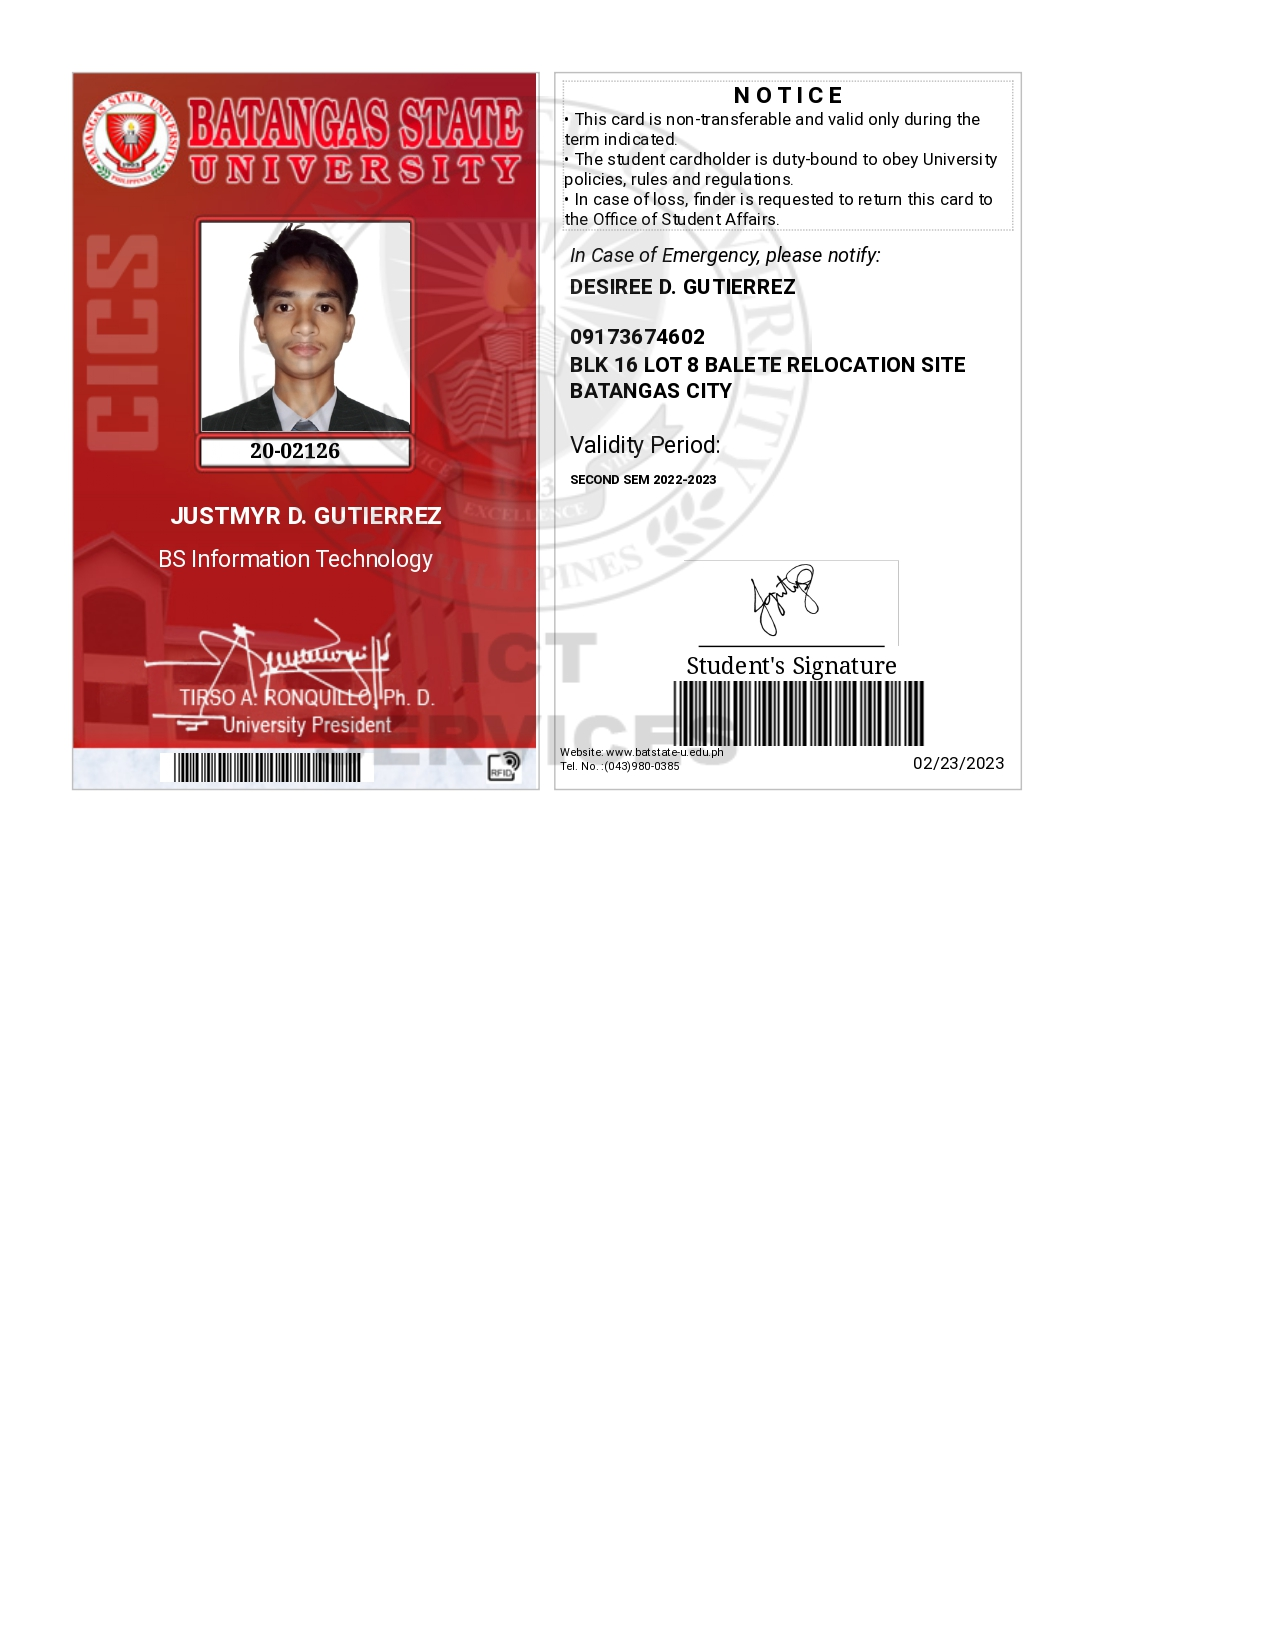 BATANGAS STATE
UNIVERSITY
CICS
20-02126
JUSTMYR D. GUTIERREZ
BS Information Technology
TIRSO A. RONQUILLO, Ph. D.
University President
RFID
NOTICE
• This card is non-transferable and valid only during the
term indicated.
• The student cardholder is duty-bound to obey University
policies, rules and regulations.
• In case of loss, finder is requested to return this card to
the Office of Student Affairs.
In Case of Emergency, please notify:
DESIREE D. GUTIERREZ
09173674602
BLK 16 LOT 8 BALETE RELOCATION SITE
BATANGAS CITY
Validity Period:
SECOND SEM 2022-2023
Student's Signature
Website: www.batstate-u.edu.ph
Tel. No. :(043)980-0385
02/23/2023
ICT
SERVICES